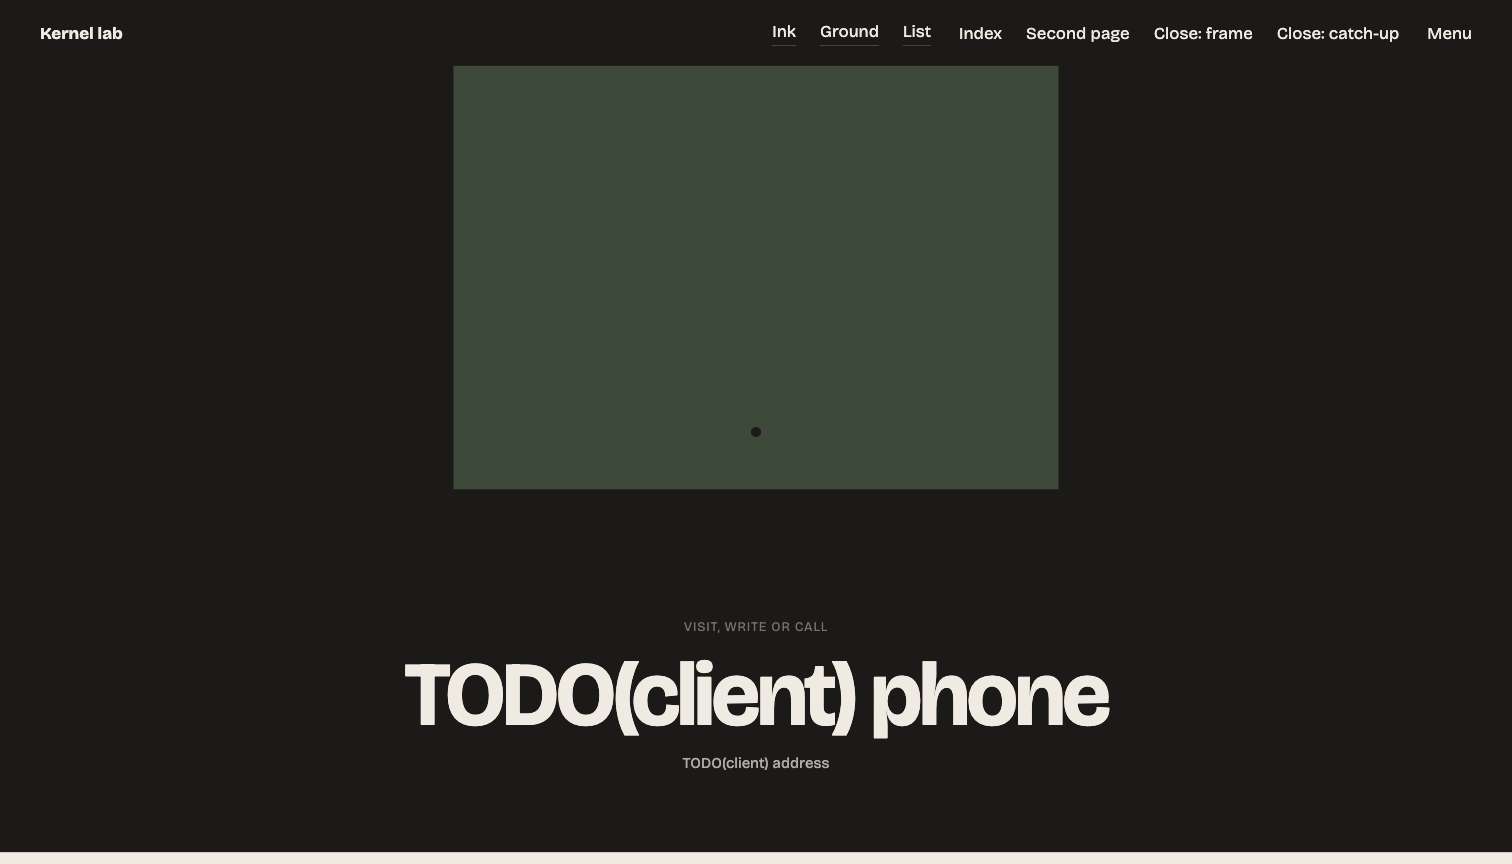 Kernel lab
Ink Ground List Index Second page Close: frame Close: catch-up Menu
VISIT, WRITE OR CALL
TODO(client) phone
TODO(client) address